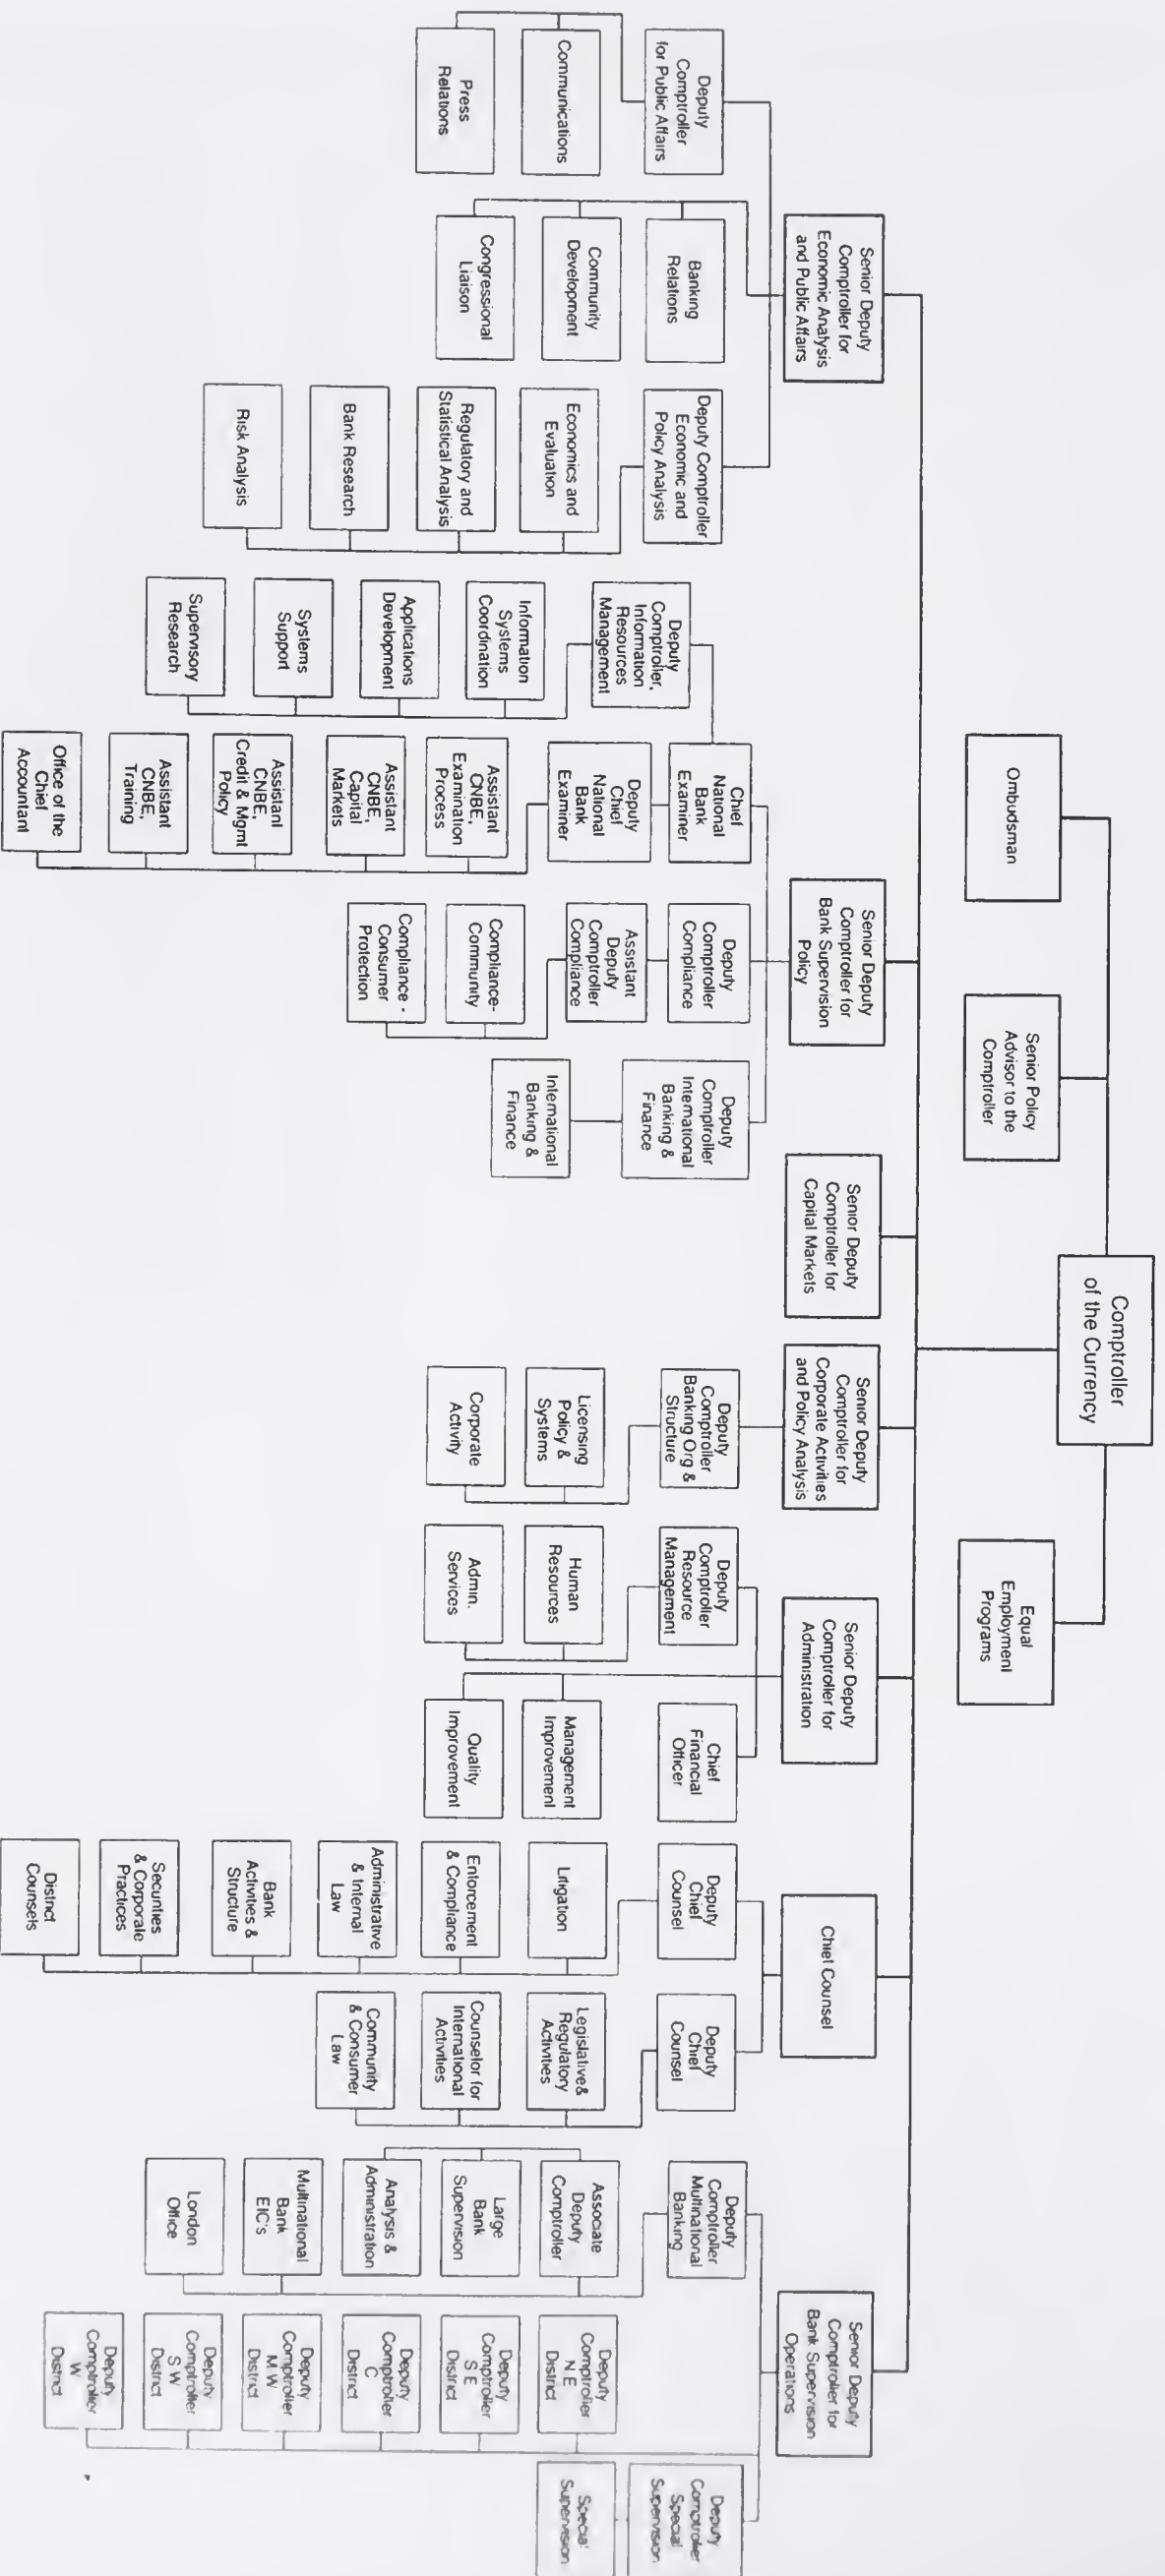 Comptroller
of the Currency
Ombudsman
Senior Policy
Advisor to the
Comptroller
Equal
Employment
Programs
Senior Deputy
Comptroller for
Economic Analysis
and Public Affairs
Senior Deputy
Comptroller for
Bank Supervision
Policy
Senior Deputy
Comptroller for
Capital Markets
Senior Deputy
Comptroller for
Corporate Activities
and Policy Analysis
Senior Deputy
Comptroller for
Administration
Chief Counsel
Senior Deputy
Comptroller for
Bank Supervision
Operations
Deputy
Comptroller
for Public Affairs
Communications
Press
Relations
Banking
Relations
Community
Development
Congressional
Liaison
Deputy Comptroller
Economic and
Policy Analysis
Economics and
Evaluation
Regulatory and
Statistical Analysis
Bank Research
Risk Analysis
Deputy
Comptroller,
Information
Resources
Management
Information
Systems
Coordination
Applications
Development
Systems
Support
Supervisory
Research
Chief
National
Bank
Examiner
Deputy
Chief
National
Bank
Examiner
Assistant
CNBE,
Examination
Process
Assistant
CNBE,
Capital
Markets
Assistant
CNBE,
Credit & Mgmt
Policy
Assistant
CNBE,
Training
Office of the
Chief
Accountant
Deputy
Comptroller
Compliance
Assistant
Deputy
Comptroller
Compliance
Compliance-
Community
Compliance -
Consumer
Protection
Deputy
Comptroller
International
Banking &
Finance
International
Banking &
Finance
Deputy
Comptroller
Banking Org &
Structure
Licensing
Policy &
Systems
Corporate
Activity
Deputy
Comptroller
Resource
Management
Human
Resources
Admin.
Services
Chief
Financial
Officer
Management
Improvement
Quality
Improvement
Deputy
Chief
Counsel
Litigation
Enforcement
& Compliance
Administrative
& Internal
Law
Bank
Activities &
Structure
Securities
& Corporate
Practices
District
Counsels
Deputy
Chief
Counsel
Legislative &
Regulatory
Activities
Counselor for
International
Activities
Community
& Consumer
Law
Deputy
Comptroller
Multinational
Banking
Associate
Deputy
Comptroller
Large
Bank
Supervision
Analysis &
Administration
Multinational
Bank
EIC's
London
Office
Deputy
Comptroller
N E
District
Deputy
Comptroller
S E
District
Deputy
Comptroller
C
District
Deputy
Comptroller
M W
District
Deputy
Comptroller
S W
District
Deputy
Comptroller
W
District
Deputy
Comptroller
Special
Supervision
Special
Supervision